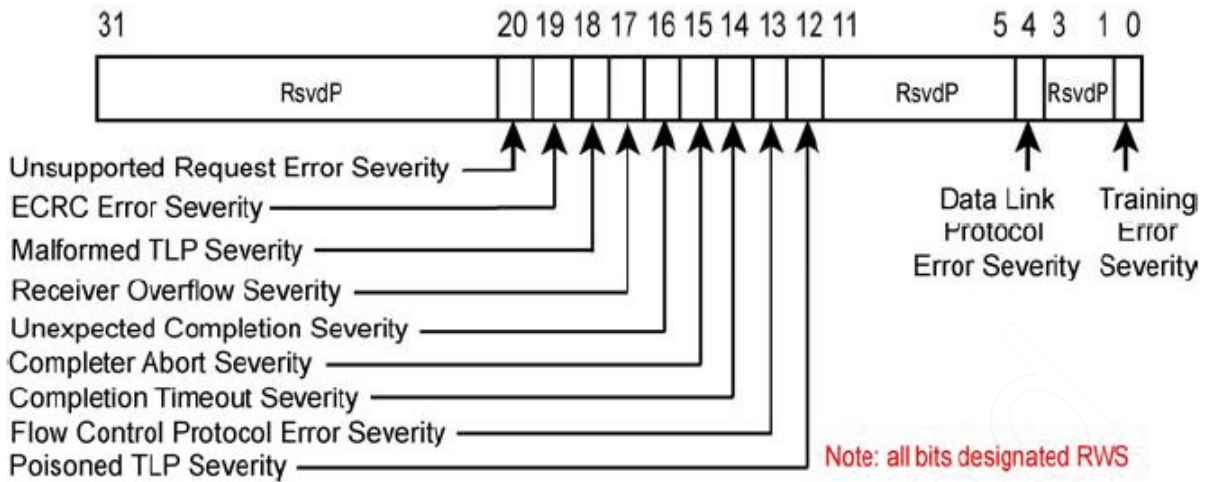 31 20 19 18 17 16 15 14 13 12 11 5 4 3 1 0
RsvdP RsvdP RsvdP
Unsupported Request Error Severity
ECRC Error Severity
Malformed TLP Severity
Receiver Overflow Severity
Unexpected Completion Severity
Completer Abort Severity
Completion Timeout Severity
Flow Control Protocol Error Severity
Poisoned TLP Severity
Data Link
Protocol
Error Severity
Training
Error
Severity
Note: all bits designated RWS